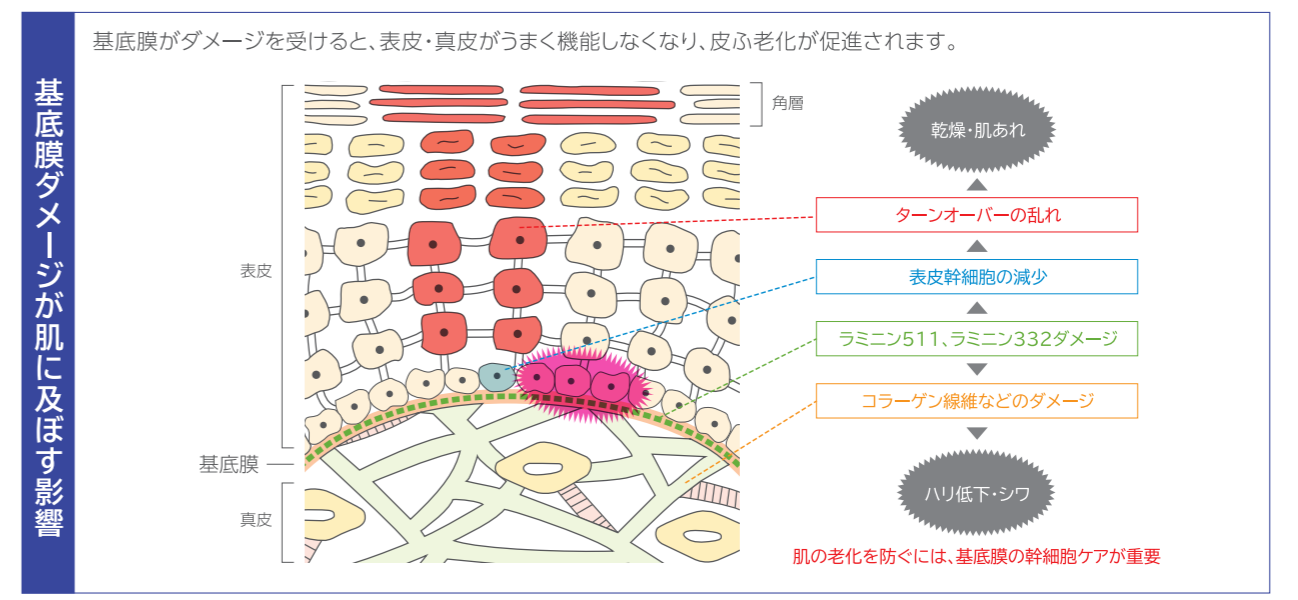 基底膜ダメージが肌に及ぼす影響
基底膜がダメージを受けると、表皮・真皮がうまく機能しなくなり、皮ふ老化が促進されます。
角層
表皮
基底膜
真皮
乾燥・肌あれ
ターンオーバーの乱れ
表皮幹細胞の減少
ラミニン511、ラミニン332ダメージ
コラーゲン線維などのダメージ
ハリ低下・シワ
肌の老化を防ぐには、基底膜の幹細胞ケアが重要